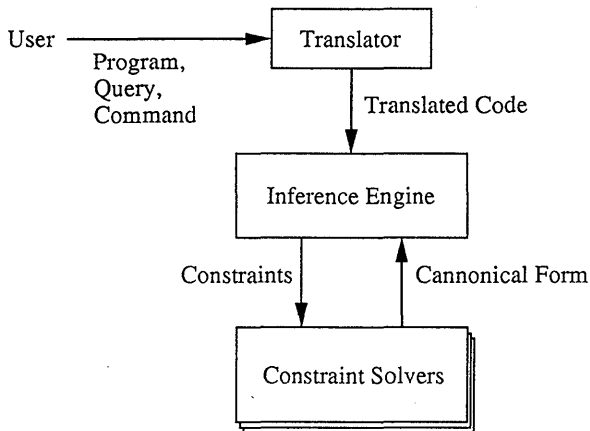 User
Translator
Program,
Query,
Command
Translated Code
Inference Engine
Constraints
Cannonical Form
Constraint Solvers